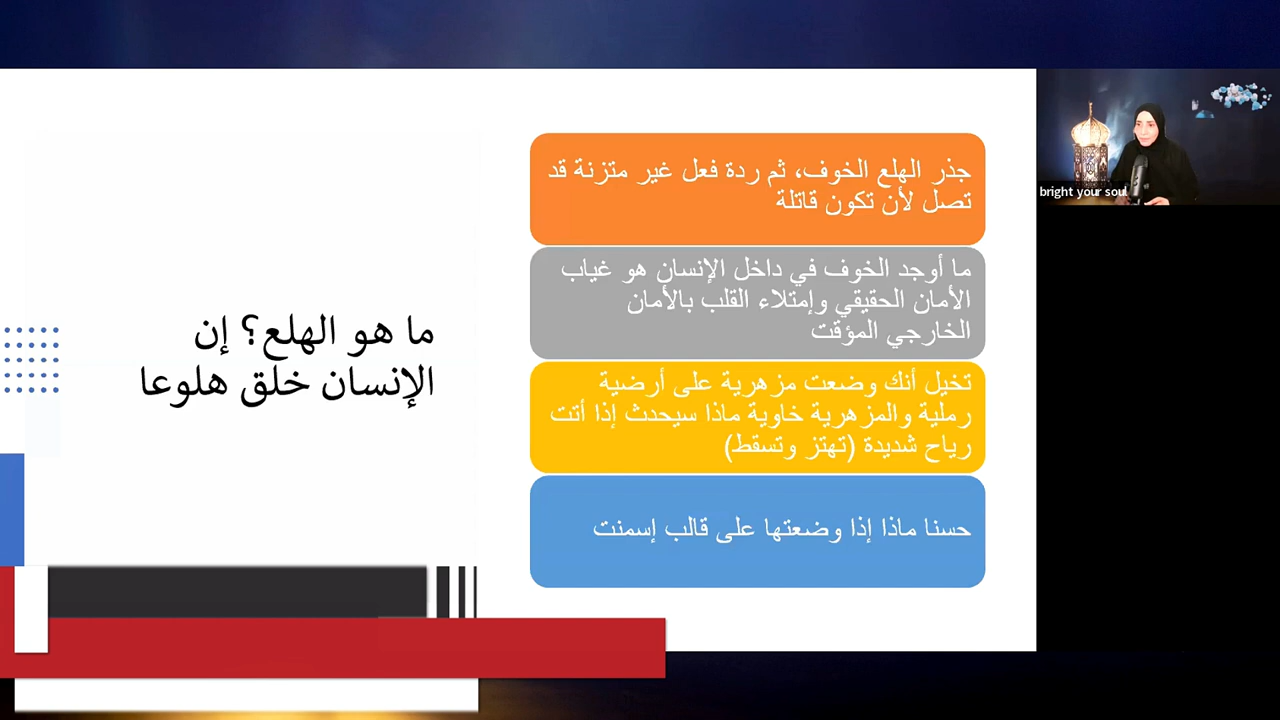 ما هو الهلع؟ إن
الإنسان خلق هلوعا
جذر الهلع الخوف، ثم ردة فعل غير متزنة قد
تصل لأن تكون قاتلة
ما أوجد الخوف في داخل الإنسان هو غياب
الأمان الحقيقي وإمتلاء القلب بالأمان
الخارجي المؤقت
تخيل أنك وضعت مزهرية على أرضية
رملية والمزهرية خاوية ماذا سيحدث إذا أتت
رياح شديدة (تهتز وتسقط)
حسنا ماذا إذا وضعتها على قالب إسمنت
bright your soul